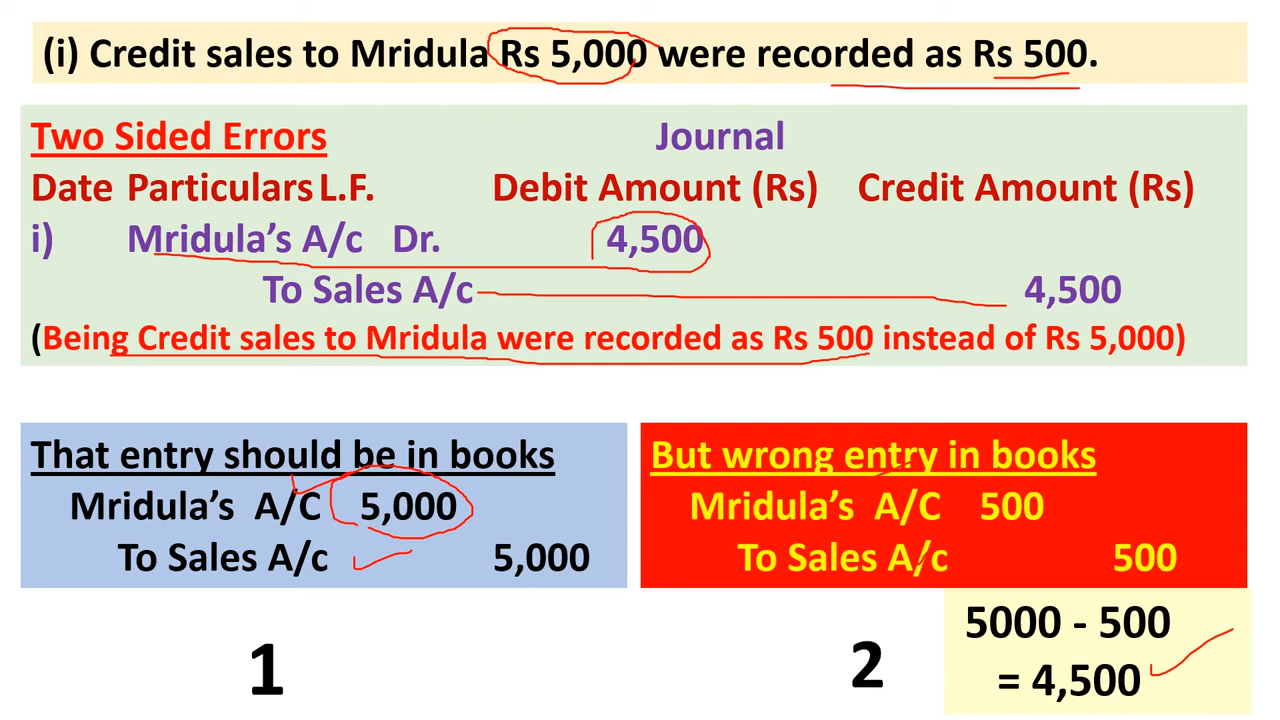 (i) Credit sales to Mridula Rs 5,000 were recorded as Rs 500.
Two Sided Errors Journal
Date Particulars L.F. Debit Amount (Rs) Credit Amount (Rs)
i) Mridula’s A/c Dr. 4,500
To Sales A/c 4,500
(Being Credit sales to Mridula were recorded as Rs 500 instead of Rs 5,000)
That entry should be in books
Mridula’s A/C 5,000
To Sales A/c 5,000
1
But wrong entry in books
Mridula’s A/C 500
To Sales A/c 500
2
5000 - 500
= 4,500